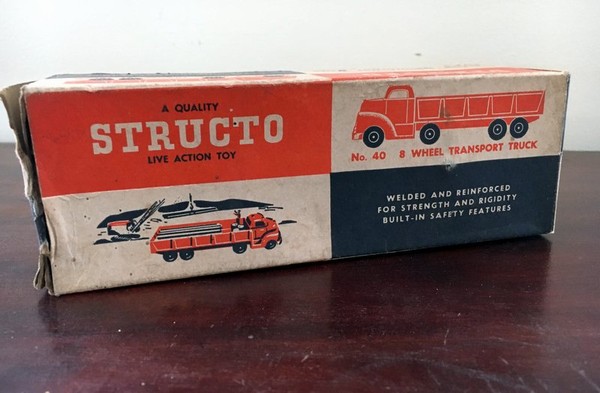 A QUALITY
STRUCTO
LIVE ACTION TOY
No. 40 8 WHEEL TRANSPORT TRUCK
WELDED AND REINFORCED
FOR STRENGTH AND RIGIDITY
BUILT-IN SAFETY FEATURES